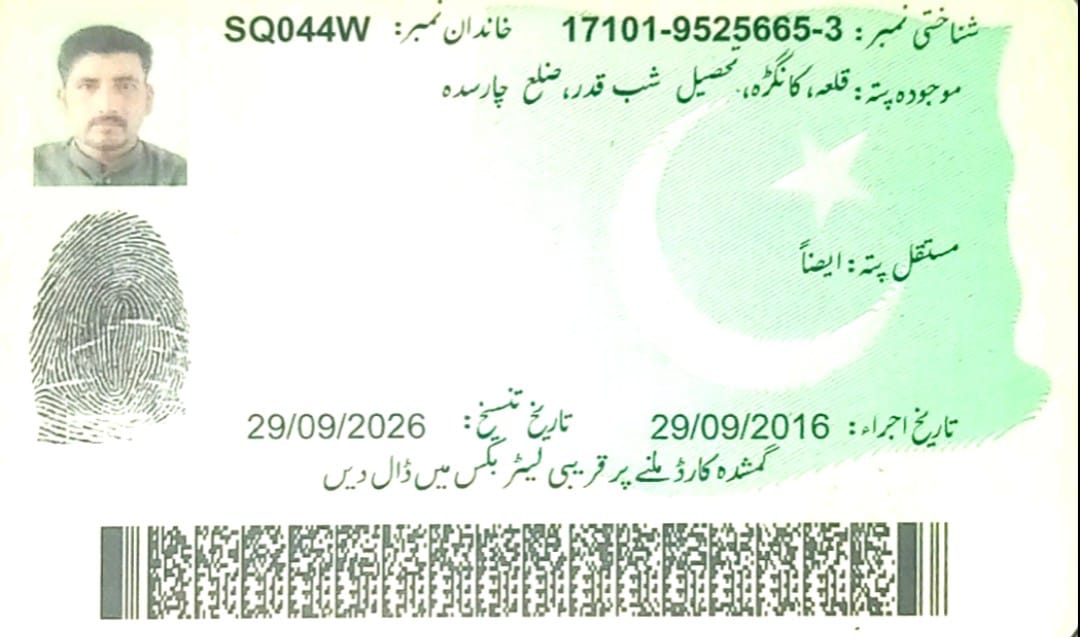 شناختی نمبر: 17101-9525665-3 خاندان نمبر: SQ044W
موجودہ پتہ: قلعہ، کانگڑہ، تحصیل شب قدر، ضلع چارسدہ
مستقل پتہ: ایضاً
تاریخ اجراء: 29/09/2016 تاریخ تنسیخ: 29/09/2026
گمشدہ کارڈ ملنے پر قریبی لیٹر بکس میں ڈال دیں